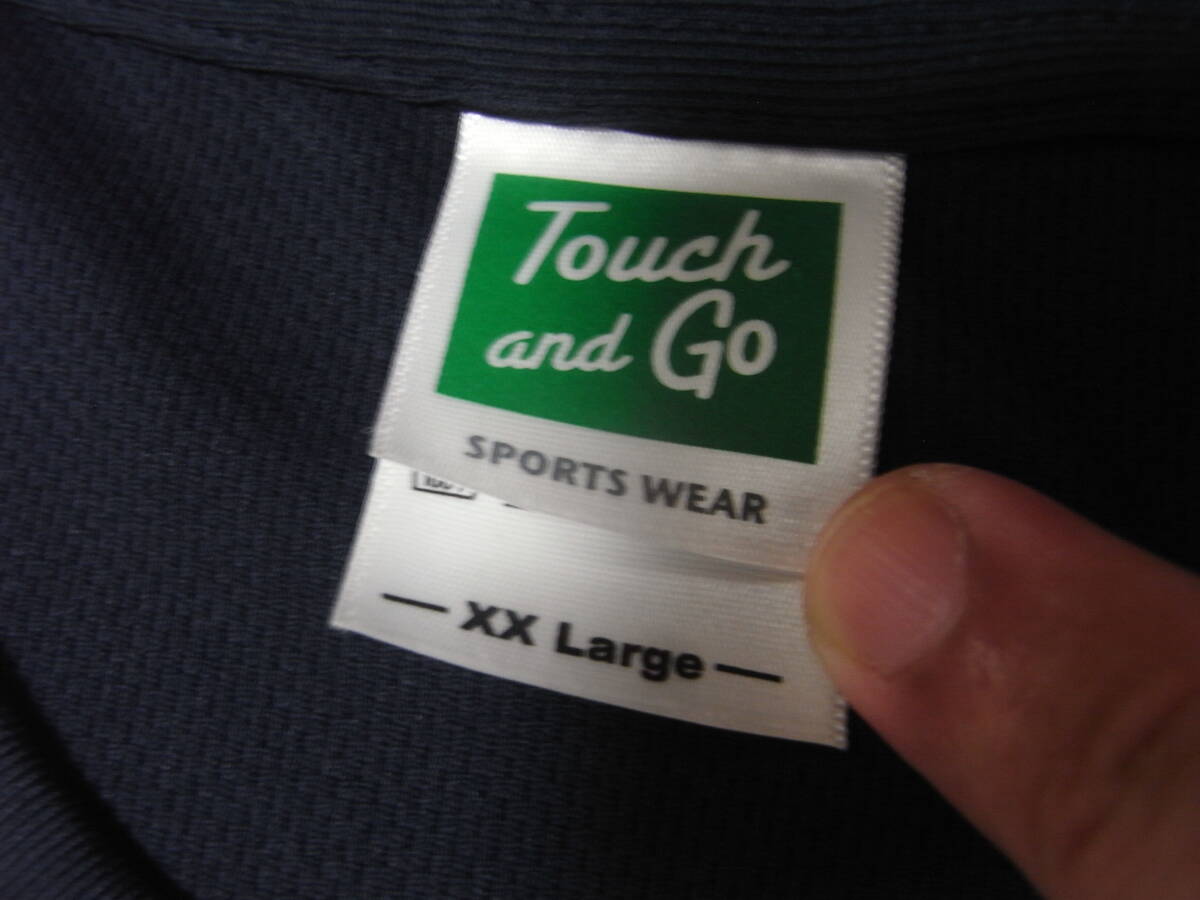 Touch
and Go
SPORTS WEAR
— XX Large —